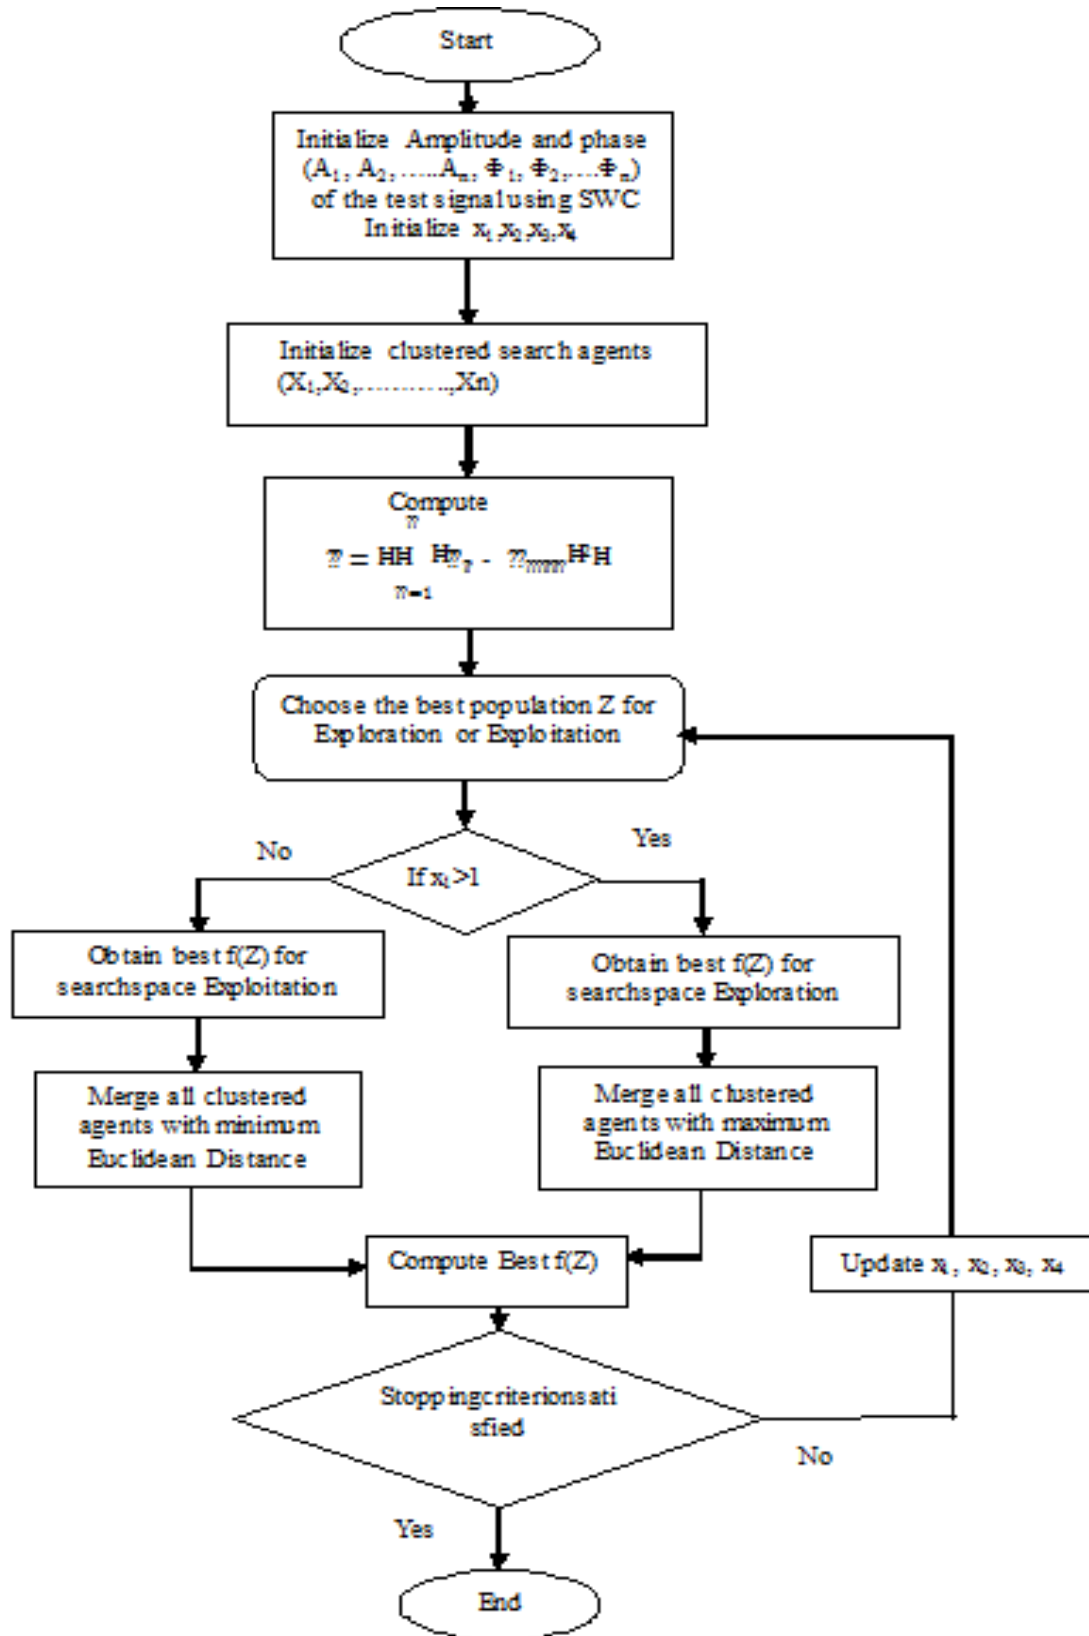 Start
Initialize Amplitude and phase
(A₁, A₂, .....Aₙ, Φ₁, Φ₂,....Φₙ)
of the test signal using SWC
Initialize x₁,x₂,x₃,x₄
Initialize clustered search agents
(X₁,X₂,............,Xn)
Compute
Choose the best population Z for
Exploration or Exploitation
No
Yes
If x₁>1
Obtain best f(Z) for
searchspace Exploitation
Obtain best f(Z) for
searchspace Exploration
Merge all clustered
agents with minimum
Euclidean Distance
Merge all clustered
agents with maximum
Euclidean Distance
Compute Best f(Z)
Update x₁, x₂, x₃, x₄
Stoppingcriterionsati
sfied
No
Yes
End